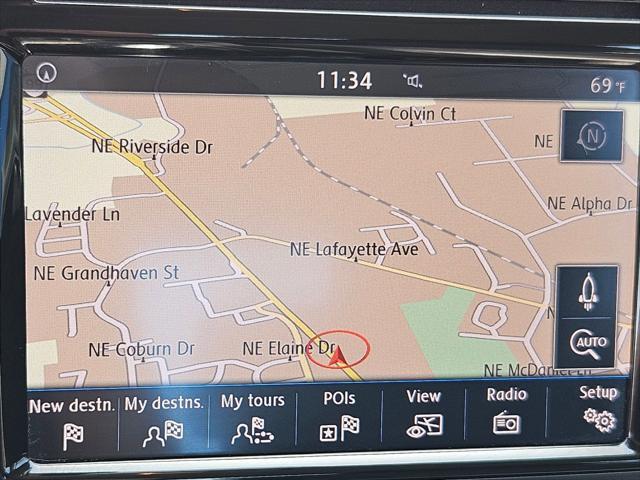 11:34
69 °F
NE Colvin Ct
N
NE
NE Riverside Dr
NE Alpha Dr
Lavender Ln
NE Lafayette Ave
NE Grandhaven St
AUTO
NE Coburn Dr
NE Elaine Dr
New destn.
My destns.
My tours
POIs
View
Radio
Setup